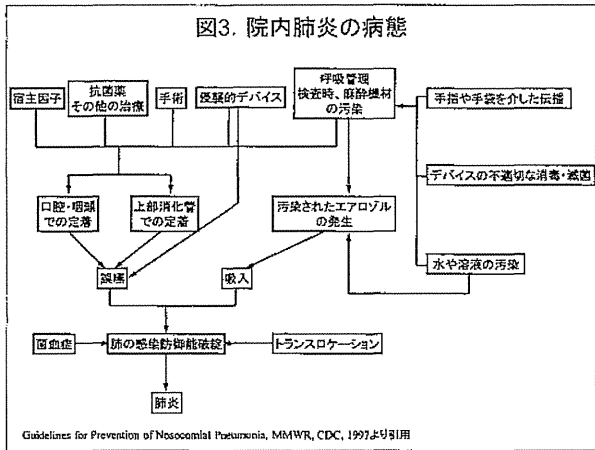 図3. 院内肺炎の病態
宿主因子
抗菌薬
その他の治療
手術
侵襲的デバイス
呼吸管理
検査時、麻酔機材
の汚染
手指や手袋を介した伝播
デバイスの不適切な消毒・滅菌
口腔・咽頭
での定着
上部消化管
での定着
汚染されたエアロゾル
の発生
水や溶液の汚染
誤嚥
吸入
菌血症
肺の感染防御能破綻
トランスロケーション
肺炎
Guidelines for Prevention of Nosocomial Pneumonia, MMWR, CDC, 1997より引用